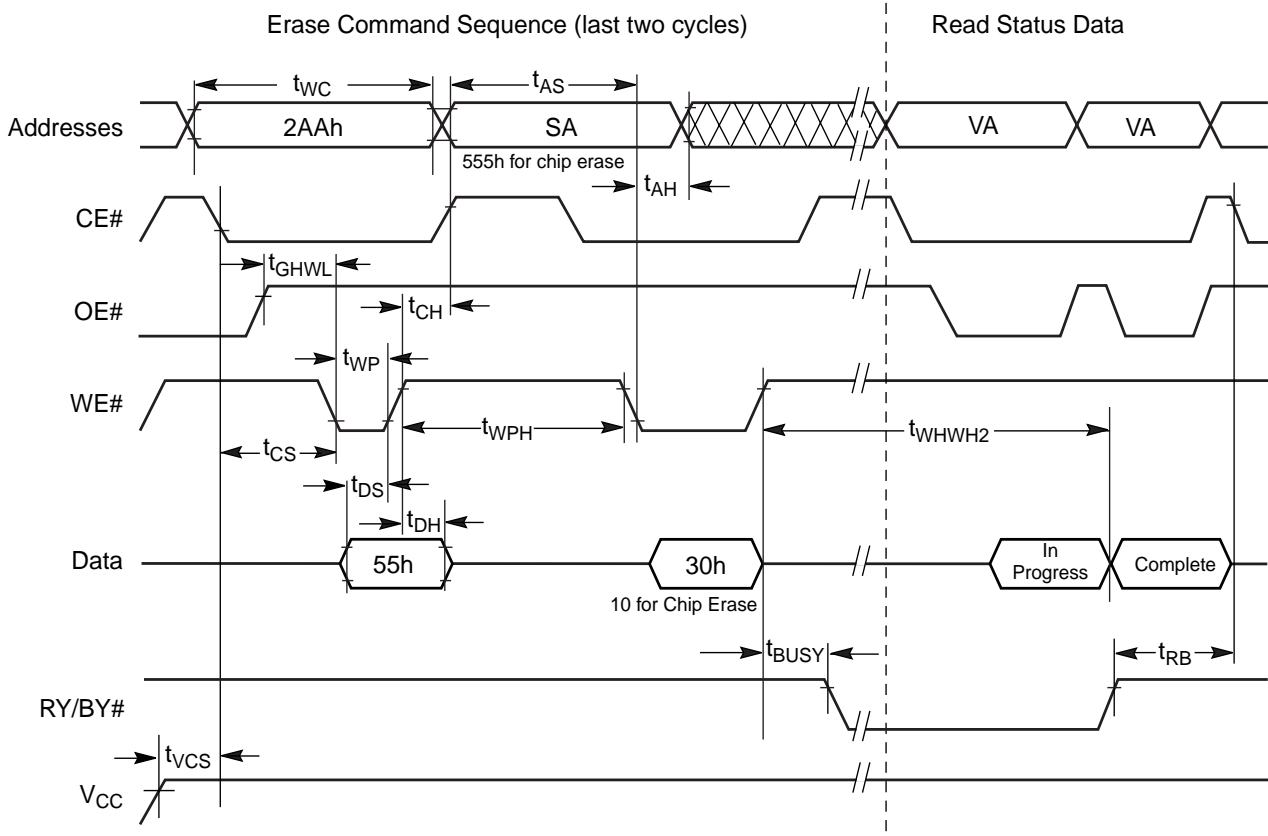 Erase Command Sequence (last two cycles)
Read Status Data
tWC
tAS
Addresses
2AAh
SA
VA
VA
555h for chip erase
tAH
CE#
tGHWL
OE#
tCH
tWP
WE#
tWPH
tWHWH2
tCS
tDS
tDH
Data
55h
30h
In
Progress
Complete
10 for Chip Erase
tBUSY
tRB
RY/BY#
tVCS
VCC